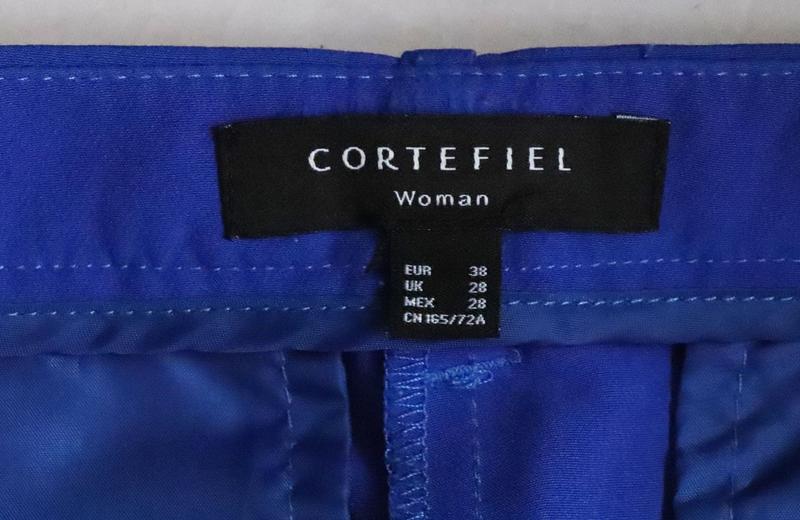 CORTEFIEL
Woman
EUR 38
UK 28
MEX 28
CN 165/72A